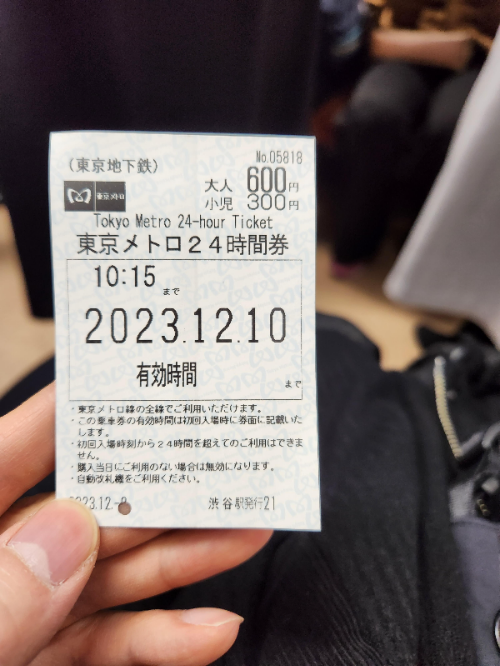 (東京地下鉄)
No.05818
東京メトロ
大人 600円
小児 300円
Tokyo Metro 24-hour Ticket
東京メトロ24時間券
10:15まで
2023.12.10
有効時間
まで
・東京メトロ線の全線でご利用いただけます。
・この乗車券の有効時間は初回入場時に券面に記載いた
します。
・初回入場時刻から24時間を超えてのご利用はできま
せん。
・購入当日にご利用のない場合は無効になります。
・自動改札機をご利用ください。
2023.12.-9
渋谷駅発行21